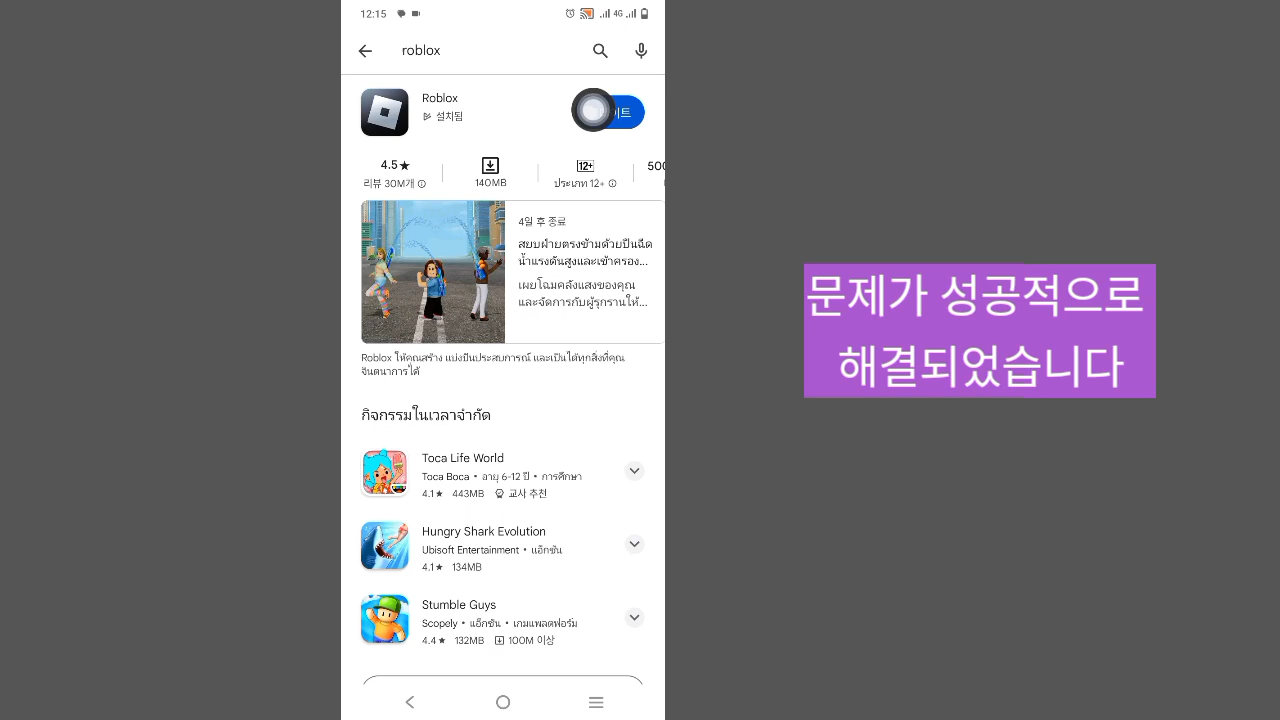 12:15
4G
roblox
Roblox
설치됨
이트
4.5★
리뷰 30M개
140MB
12+
ประเภท 12+
500
4일 후 종료
สยบฝ่ายตรงข้ามด้วยปืนฉีด
น้ำแรงดันสูงและเข้าครอง...
เผยโฉมคลังแสงของคุณ
และจัดการกับผู้รุกรานให้...
Roblox ให้คุณสร้าง แบ่งปันประสบการณ์ และเป็นได้ทุกสิ่งที่คุณ
จินตนาการได้
กิจกรรมในเวลาจำกัด
Toca Life World
Toca Boca • อายุ 6-12 ปี • การศึกษา
4.1★ 443MB 교사 추천
Hungry Shark Evolution
Ubisoft Entertainment • แอ็กชัน
4.1★ 134MB
Stumble Guys
Scopely • แอ็กชัน • เกมแพลตฟอร์ม
4.4★ 132MB 100M 이상
문제가 성공적으로
해결되었습니다